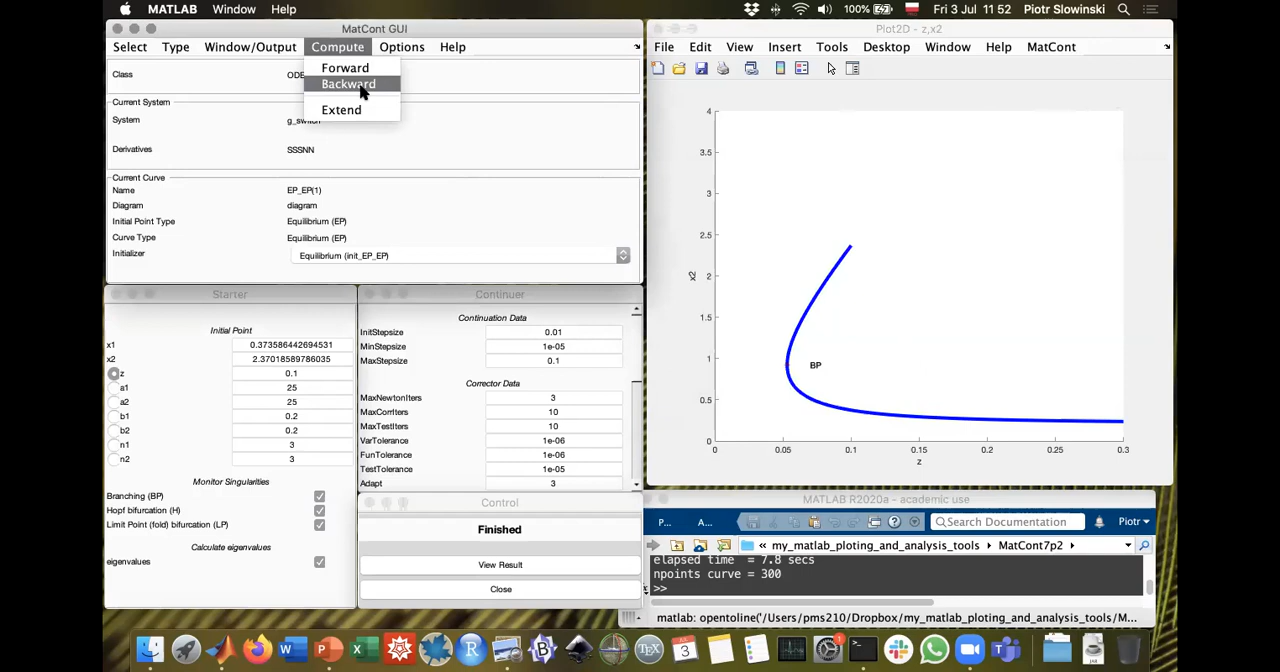 MATLAB Window Help 100% Fri 3 Jul 11 52 Piotr Slowinski
MatCont GUI
Select Type Window/Output Compute Options Help
Forward
Backward
Extend
Class ODE
Current System
System g_switch
Derivatives SSSNN
Current Curve
Name EP_EP(1)
Diagram diagram
Initial Point Type Equilibrium (EP)
Curve Type Equilibrium (EP)
Initializer Equilibrium (init_EP_EP)
Starter
Initial Point
x1 0.373586442694531
x2 2.37018589786035
z 0.1
a1 25
a2 25
b1 0.2
b2 0.2
n1 3
n2 3
Monitor Singularities
Branching (BP)
Hopf bifurcation (H)
Limit Point (fold) bifurcation (LP)
Calculate eigenvalues
eigenvalues
Continuer
Continuation Data
InitStepsize 0.01
MinStepsize 1e-05
MaxStepsize 0.1
Corrector Data
MaxNewtonIters 3
MaxCorrIters 10
MaxTestIters 10
VarTolerance 1e-06
FunTolerance 1e-06
TestTolerance 1e-05
Adapt 3
Control
Finished
View Result
Close
Plot2D - z,x2
File Edit View Insert Tools Desktop Window Help MatCont
4
3.5
3
2.5
2
1.5
1
0.5
0
x2
BP
0 0.05 0.1 0.15 0.2 0.25 0.3
z
MATLAB R2020a - academic use
P... A... Search Documentation Piotr
« my_matlab_ploting_and_analysis_tools › MatCont7p2 ›
elapsed time = 7.8 secs
npoints curve = 300
>>
matlab: opentoline('/Users/pms210/Dropbox/my_matlab_ploting_and_analysis_tools/M...